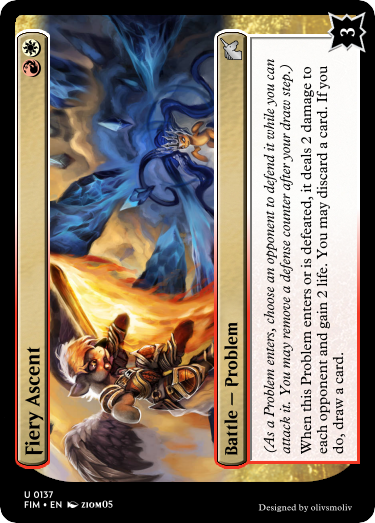 Fiery Ascent
Battle — Problem
3
(As a Problem enters, choose an opponent to defend it while you can
attack it. You may remove a defense counter after your draw step.)
When this Problem enters or is defeated, it deals 2 damage to
each opponent and gain 2 life. You may discard a card. If you
do, draw a card.
U 0137
FIM • EN ZIOM05
Designed by olivsmoliv